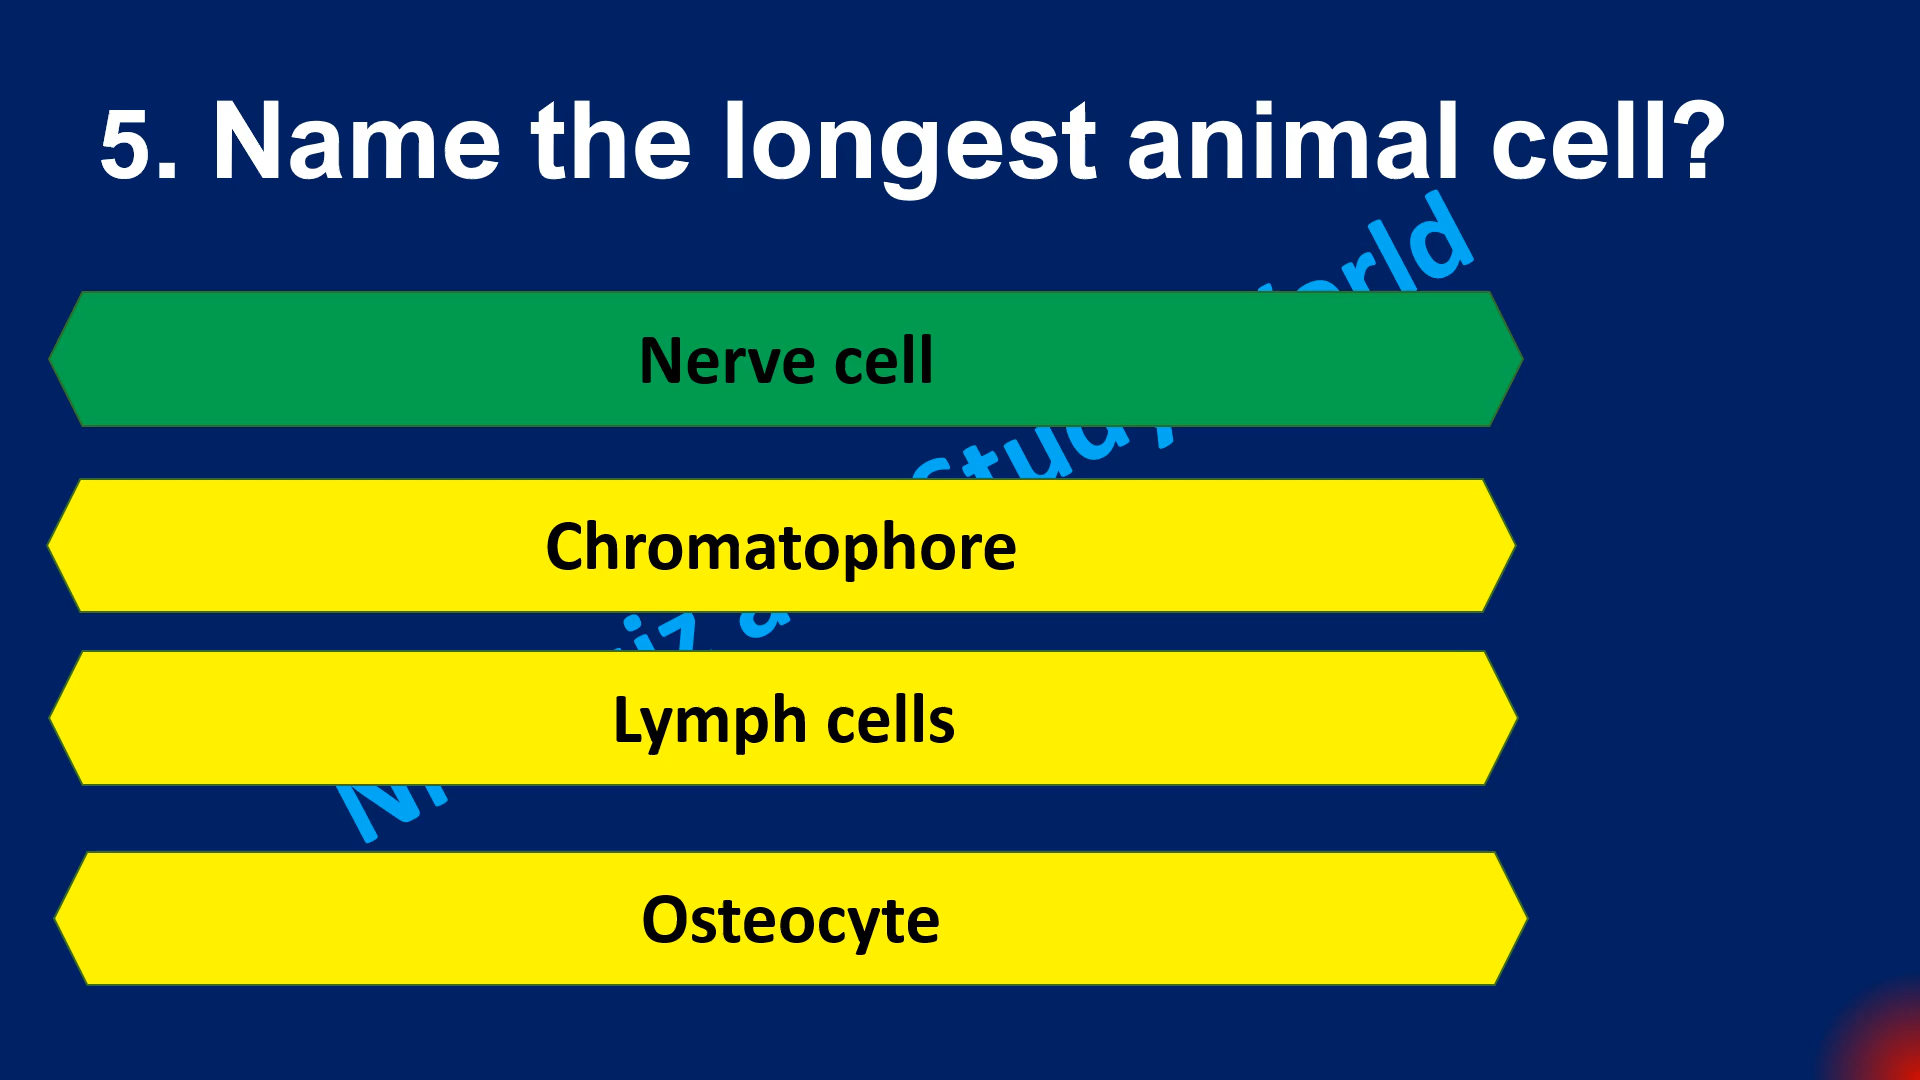 5. Name the longest animal cell?
Nerve cell
Chromatophore
Lymph cells
Osteocyte